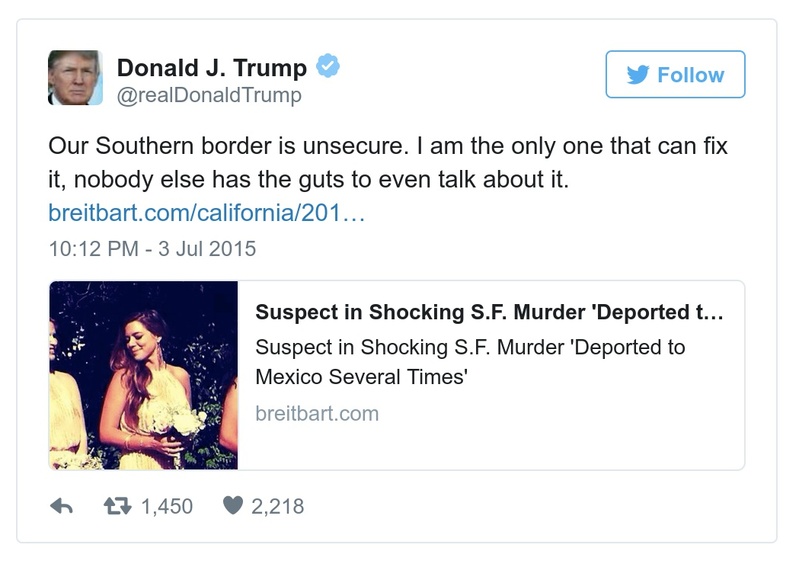 Donald J. Trump
@realDonaldTrump
Follow
Our Southern border is unsecure. I am the only one that can fix
it, nobody else has the guts to even talk about it.
breitbart.com/california/201…
10:12 PM - 3 Jul 2015
Suspect in Shocking S.F. Murder 'Deported t…
Suspect in Shocking S.F. Murder 'Deported to
Mexico Several Times'
breitbart.com
1,450
2,218